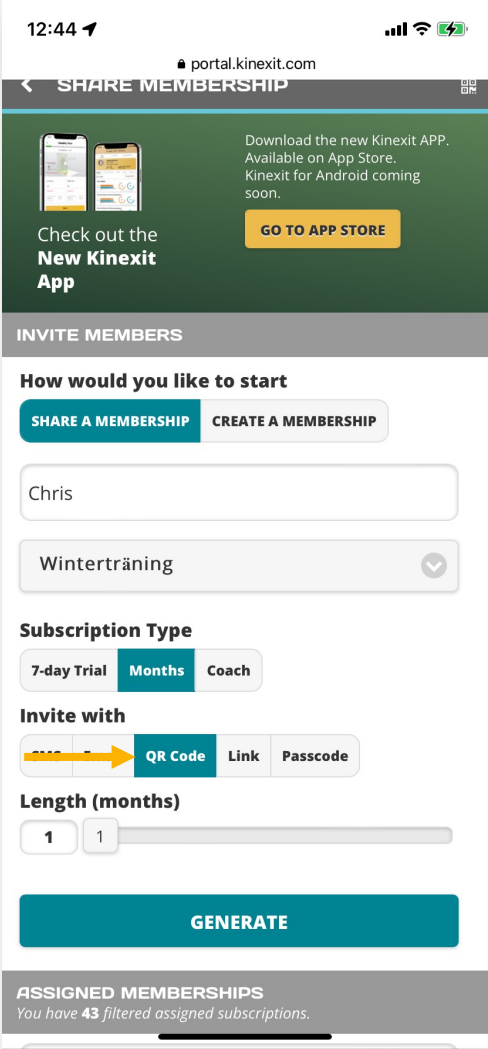 12:44
portal.kinexit.com
SHARE MEMBERSHIP
Download the new Kinexit APP.
Available on App Store.
Kinexit for Android coming
soon.
GO TO APP STORE
Check out the
New Kinexit
App
INVITE MEMBERS
How would you like to start
SHARE A MEMBERSHIP CREATE A MEMBERSHIP
Chris
Winterträning
Subscription Type
7-day Trial Months Coach
Invite with
QR Code Link Passcode
Length (months)
1 1
GENERATE
ASSIGNED MEMBERSHIPS
You have 43 filtered assigned subscriptions.